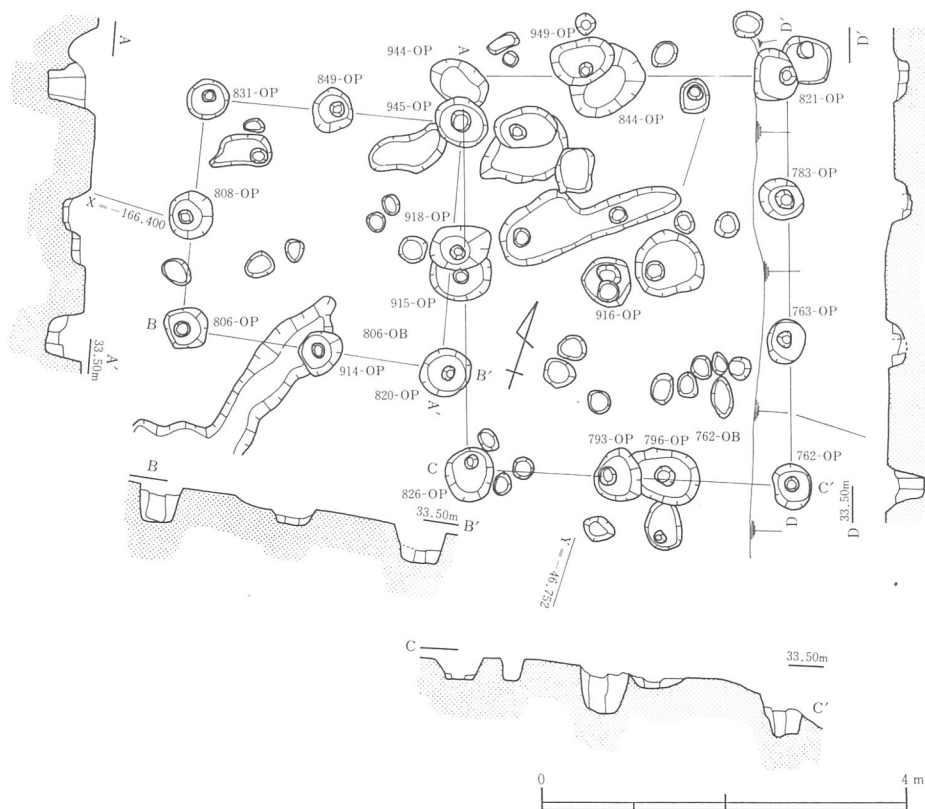 A
944-OP
A
949-OP
D′
D′
831-OP
849-OP
945-OP
844-OP
821-OP
808-OP
783-OP
X=-166.400
918-OP
915-OP
916-OP
763-OP
B
806-OP
806-OB
914-OP
B′
820-OP
A′
33.50m
A′
762-OB
793-OP
796-OP
762-OP
C
826-OP
C′
D
33.50m
D
B
33.50m
B′
Y=-46.752
C
33.50m
C′
0
4 m